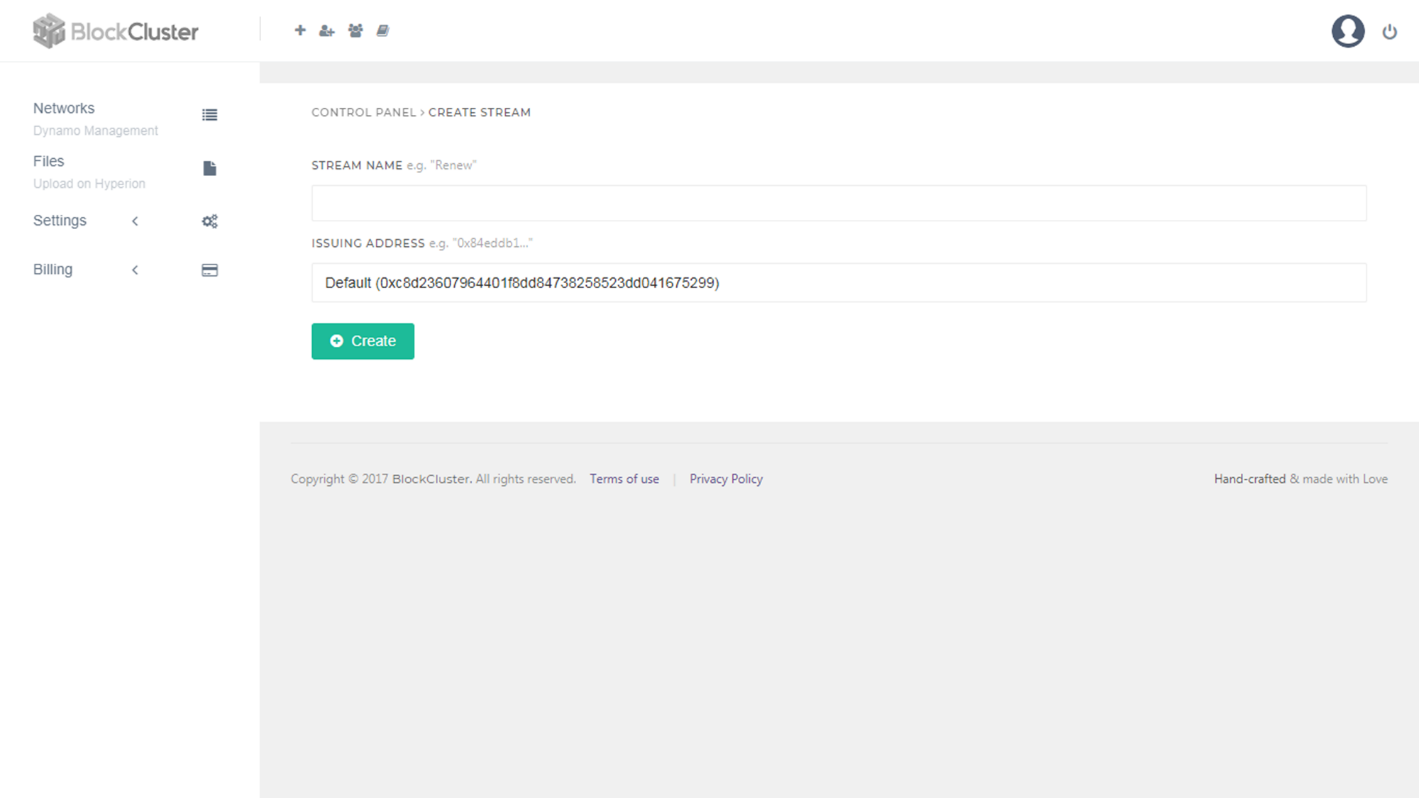 BlockCluster
Networks
Dynamo Management
Files
Upload on Hyperion
Settings
Billing
CONTROL PANEL > CREATE STREAM
STREAM NAME e.g. "Renew"
ISSUING ADDRESS e.g. "0x84eddb1..."
Default (0xc8d23607964401f8dd84738258523dd041675299)
Create
Copyright © 2017 BlockCluster. All rights reserved. Terms of use | Privacy Policy Hand-crafted & made with Love